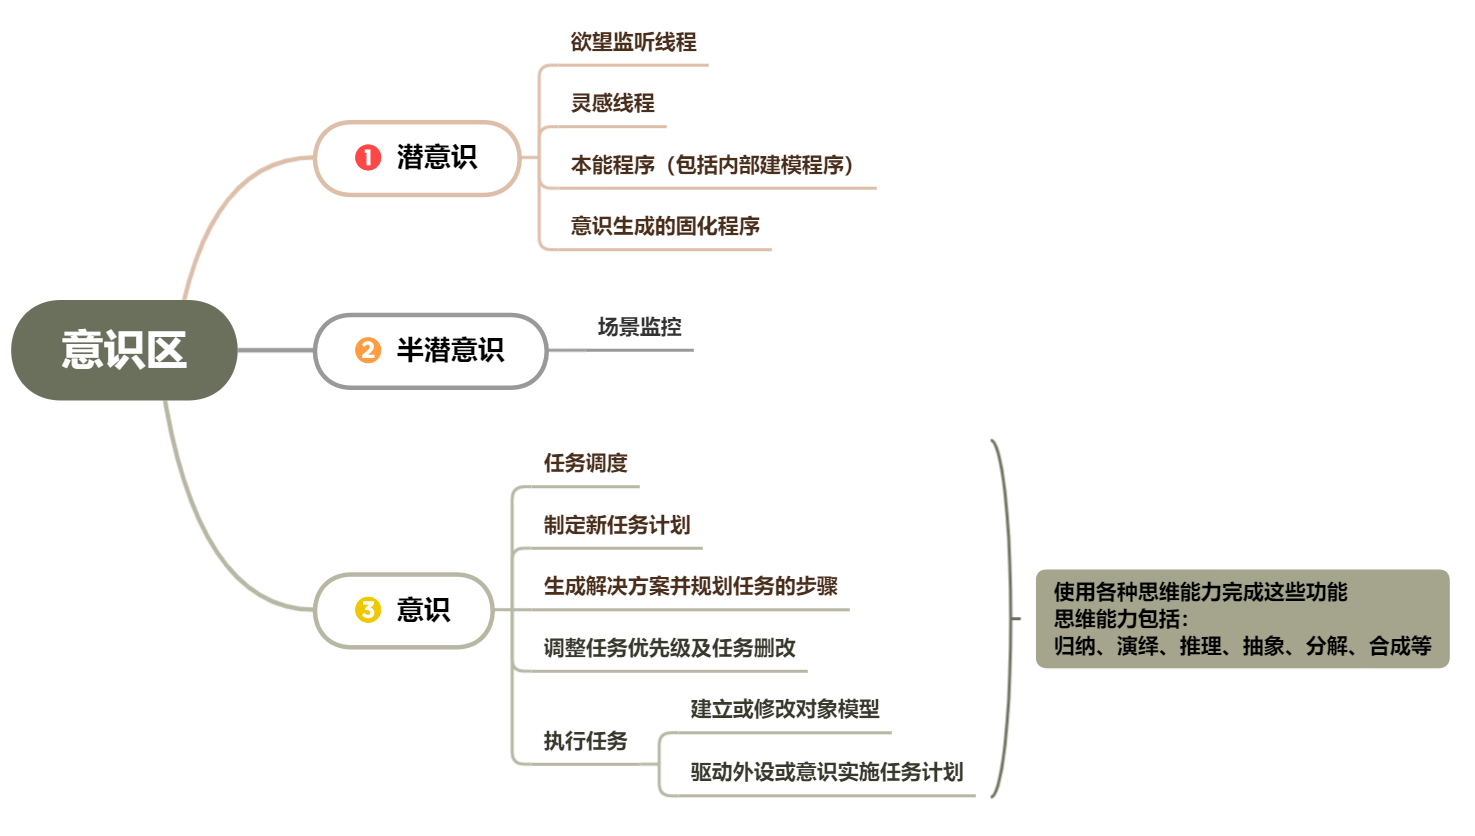 意识区
1 潜意识
欲望监听线程
灵感线程
本能程序（包括内部建模程序）
意识生成的固化程序
2 半潜意识
场景监控
3 意识
任务调度
制定新任务计划
生成解决方案并规划任务的步骤
调整任务优先级及任务删改
执行任务
建立或修改对象模型
驱动外设或意识实施任务计划
使用各种思维能力完成这些功能
思维能力包括：
归纳、演绎、推理、抽象、分解、合成等